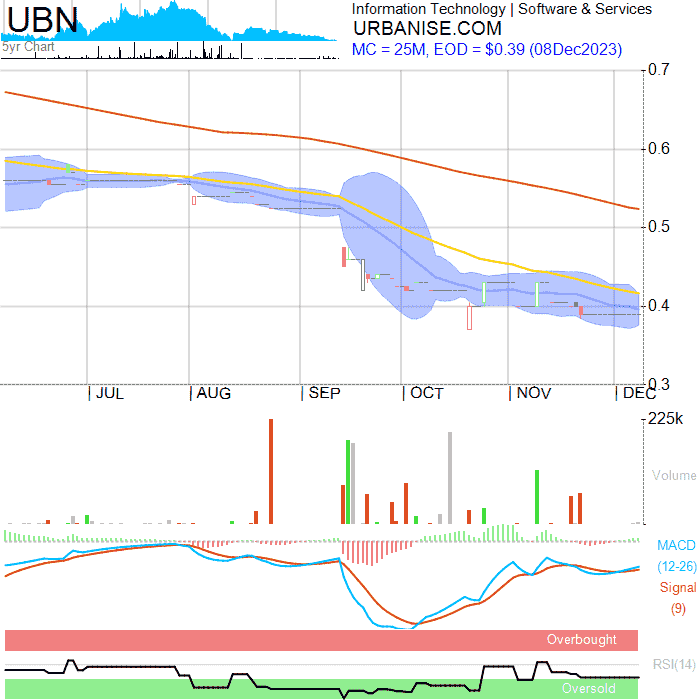 UBN
5yr Chart
Information Technology | Software & Services
URBANISE.COM
MC = 25M, EOD = $0.39 (08Dec2023)
0.7
0.6
0.5
0.4
0.3
JUL AUG SEP OCT NOV DEC
225k
Volume
MACD
(12-26)
Signal
(9)
Overbought
RSI(14)
Oversold